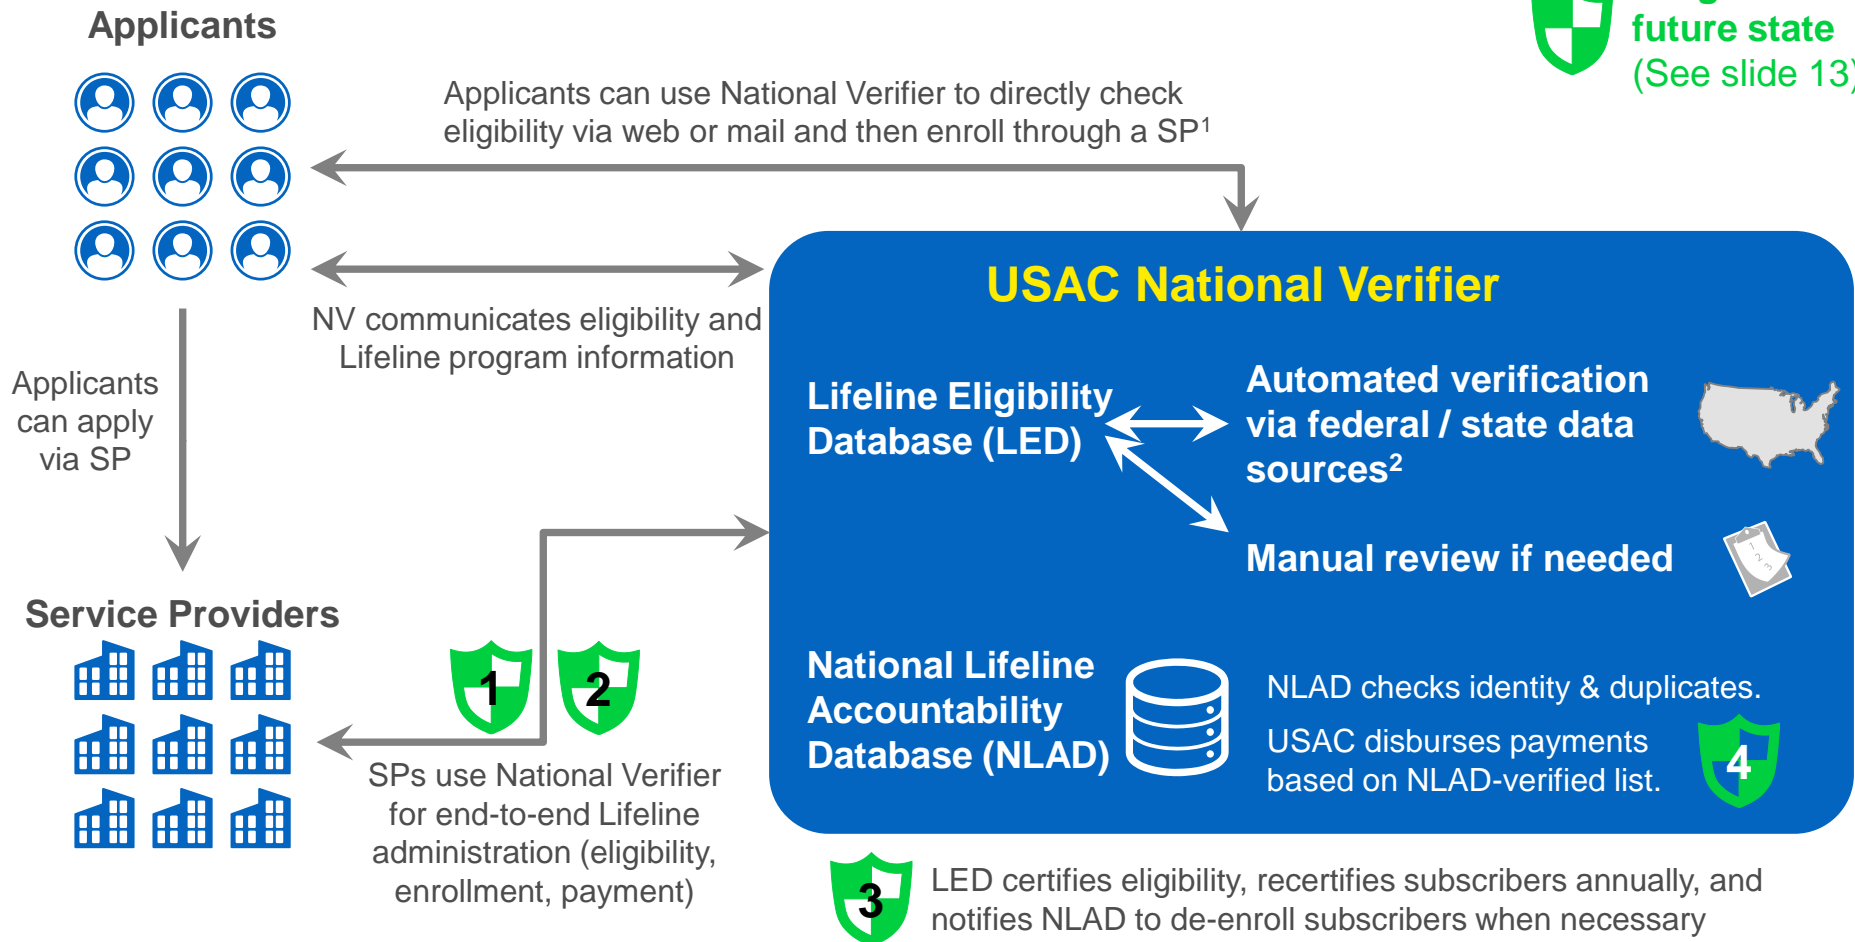 Applicants
future state
(See slide 13)
Applicants can use National Verifier to directly check
eligibility via web or mail and then enroll through a SP1
NV communicates eligibility and
Lifeline program information
Applicants
can apply
via SP
Service Providers
1
2
SPs use National Verifier
for end-to-end Lifeline
administration (eligibility,
enrollment, payment)
USAC National Verifier
Lifeline Eligibility
Database (LED)
Automated verification
via federal / state data
sources2
Manual review if needed
1
2
3
National Lifeline
Accountability
Database (NLAD)
NLAD checks identity & duplicates.
USAC disburses payments
based on NLAD-verified list.
4
3
LED certifies eligibility, recertifies subscribers annually, and
notifies NLAD to de-enroll subscribers when necessary